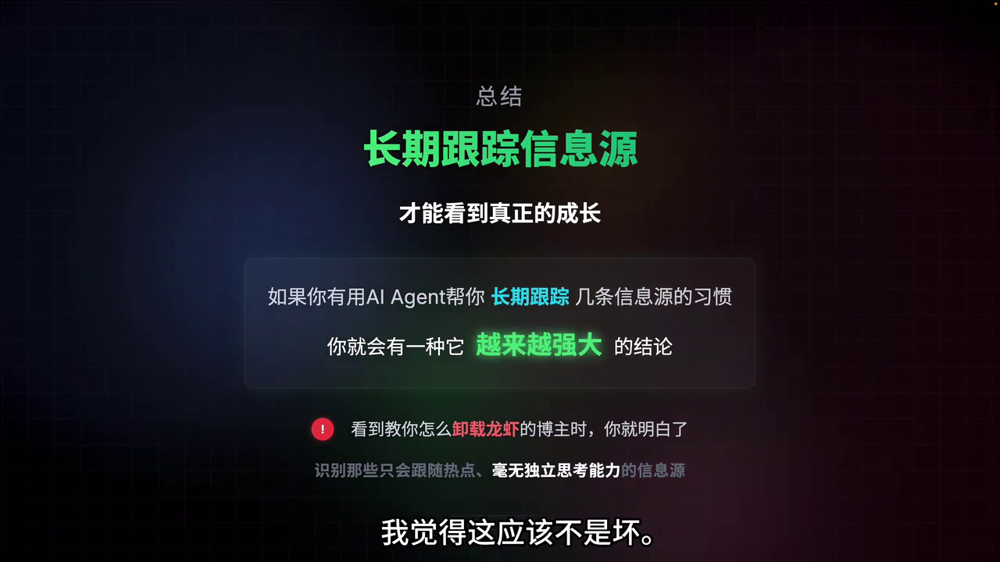 总结
长期跟踪信息源
才能看到真正的成长
如果你有用AI Agent帮你 长期跟踪 几条信息源的习惯
你就会有一种它 越来越强大 的结论
! 看到教你怎么卸载龙虾的博主时，你就明白了
识别那些只会跟随热点、毫无独立思考能力的信息源
我觉得这应该不是坏。